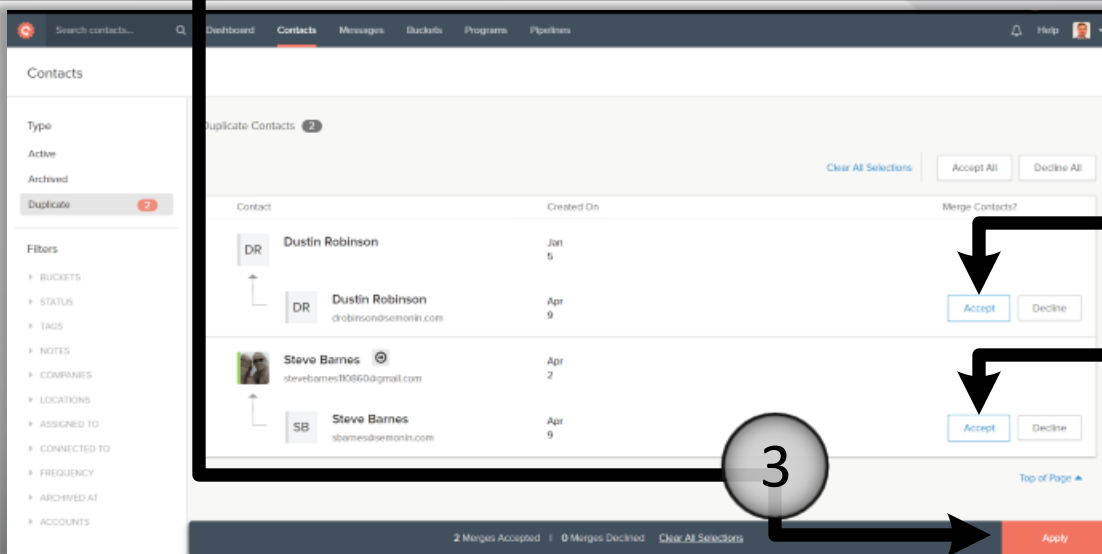 Search contacts... Dashboard Contacts Messages Buckets Programs Pipelines Help
Contacts
Type
Active
Archived
Duplicate 2
Filters
BUCKETS
STATUS
TAGS
NOTES
COMPANIES
LOCATIONS
ASSIGNED TO
CONNECTED TO
FREQUENCY
ARCHIVED AT
ACCOUNTS
Duplicate Contacts 2
Clear All Selections Accept All Decline All
Contact Created On Merge Contacts?
DR Dustin Robinson Jan
5
DR Dustin Robinson Apr
drobinson@semonin.com 9
Accept Decline
Steve Barnes Apr
stevebarnes110860@gmail.com 2
SB Steve Barnes Apr
sbarnes@semonin.com 9
Accept Decline
3
Top of Page
2 Merges Accepted | 0 Merges Declined Clear All Selections Apply